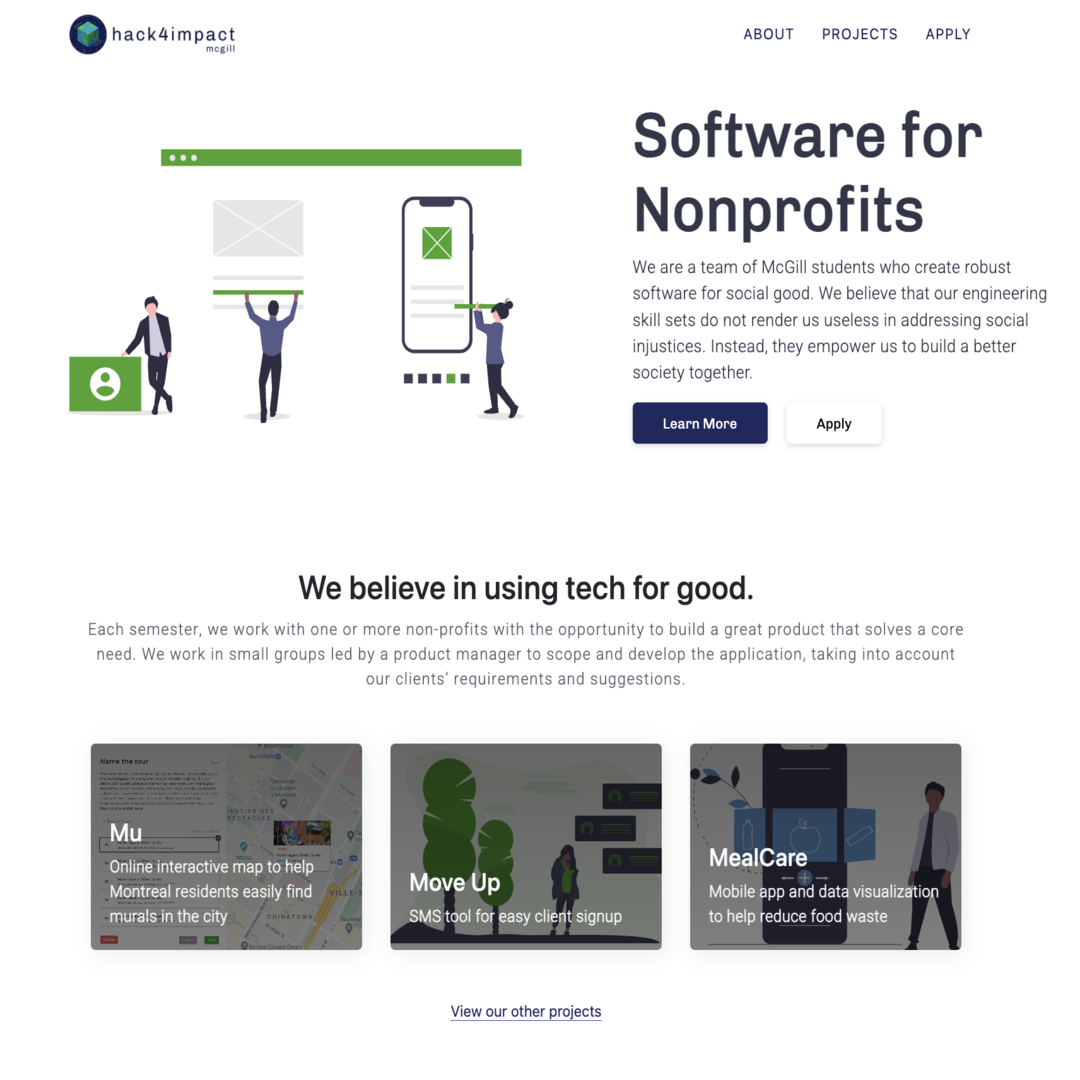 hack4impact
mcgill
ABOUT PROJECTS APPLY
Software for
Nonprofits
We are a team of McGill students who create robust
software for social good. We believe that our engineering
skill sets do not render us useless in addressing social
injustices. Instead, they empower us to build a better
society together.
Learn More
Apply
We believe in using tech for good.
Each semester, we work with one or more non-profits with the opportunity to build a great product that solves a core
need. We work in small groups led by a product manager to scope and develop the application, taking into account
our clients’ requirements and suggestions.
Name the tour
CHINATOWN
Mu
Online interactive map to help
Montreal residents easily find
murals in the city
Move Up
SMS tool for easy client signup
MealCare
Mobile app and data visualization
to help reduce food waste
View our other projects